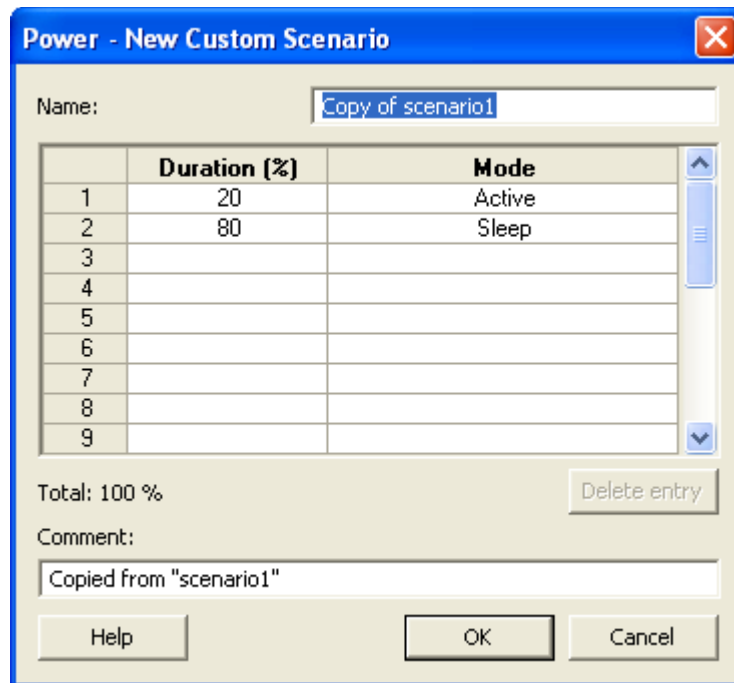 Power - New Custom Scenario
Name: Copy of scenario1
Duration (%) Mode
1 20 Active
2 80 Sleep
3
4
5
6
7
8
9
Total: 100 % Delete entry
Comment:
Copied from "scenario1"
Help OK Cancel